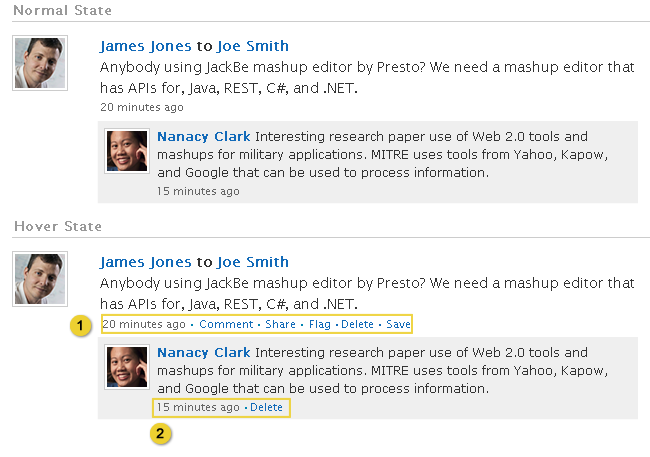 Normal State
James Jones to Joe Smith
Anybody using JackBe mashup editor by Presto? We need a mashup editor that
has APIs for, Java, REST, C#, and .NET.
20 minutes ago
Nanacy Clark Interesting research paper use of Web 2.0 tools and
mashups for military applications. MITRE uses tools from Yahoo, Kapow,
and Google that can be used to process information.
15 minutes ago
Hover State
James Jones to Joe Smith
Anybody using JackBe mashup editor by Presto? We need a mashup editor that
has APIs for, Java, REST, C#, and .NET.
1 20 minutes ago • Comment • Share • Flag • Delete • Save
Nanacy Clark Interesting research paper use of Web 2.0 tools and
mashups for military applications. MITRE uses tools from Yahoo, Kapow,
and Google that can be used to process information.
15 minutes ago • Delete
2